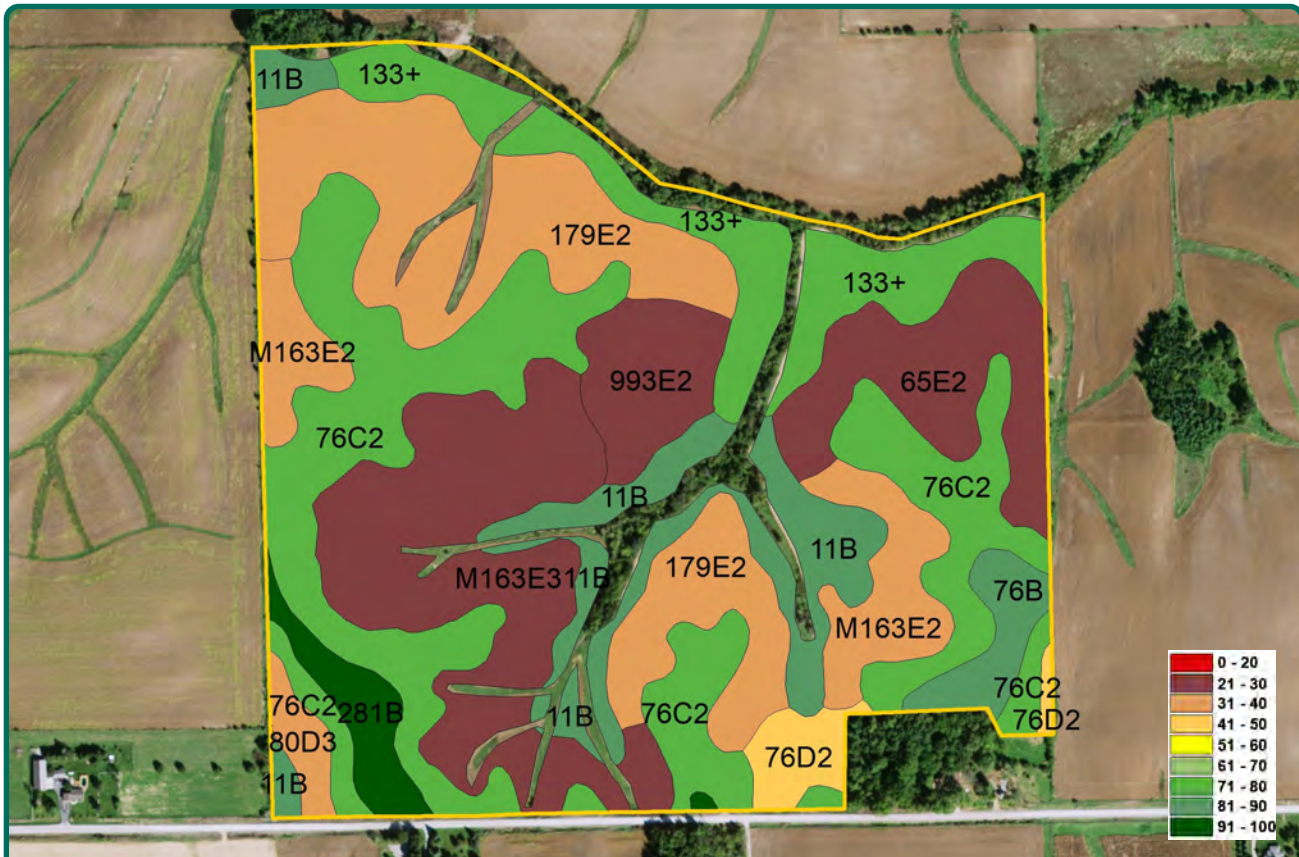 11B
133+
179E2
133+
133+
M163E2
993E2
65E2
76C2
76C2
11B
11B
M163E311B
179E2
76B
M163E2
76C2
281B
11B
76C2
76C2
76D2
80D3
76D2
11B
0 - 20
21 - 30
31 - 40
41 - 50
51 - 60
61 - 70
71 - 80
81 - 90
91 - 100